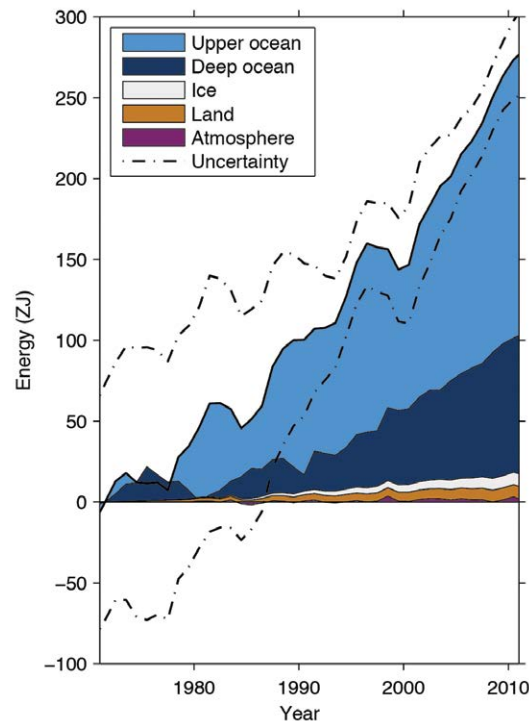 300
250
200
150
100
50
0
−50
−100
Energy (ZJ)
Upper ocean
Deep ocean
Ice
Land
Atmosphere
Uncertainty
1980
1990
2000
2010
Year